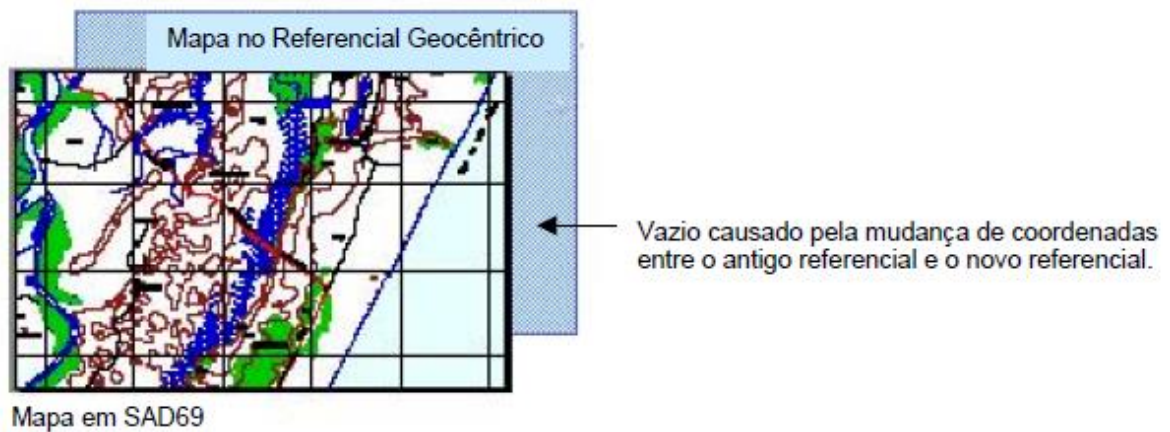 Mapa no Referencial Geocêntrico
Vazio causado pela mudança de coordenadas
entre o antigo referencial e o novo referencial.
Mapa em SAD69